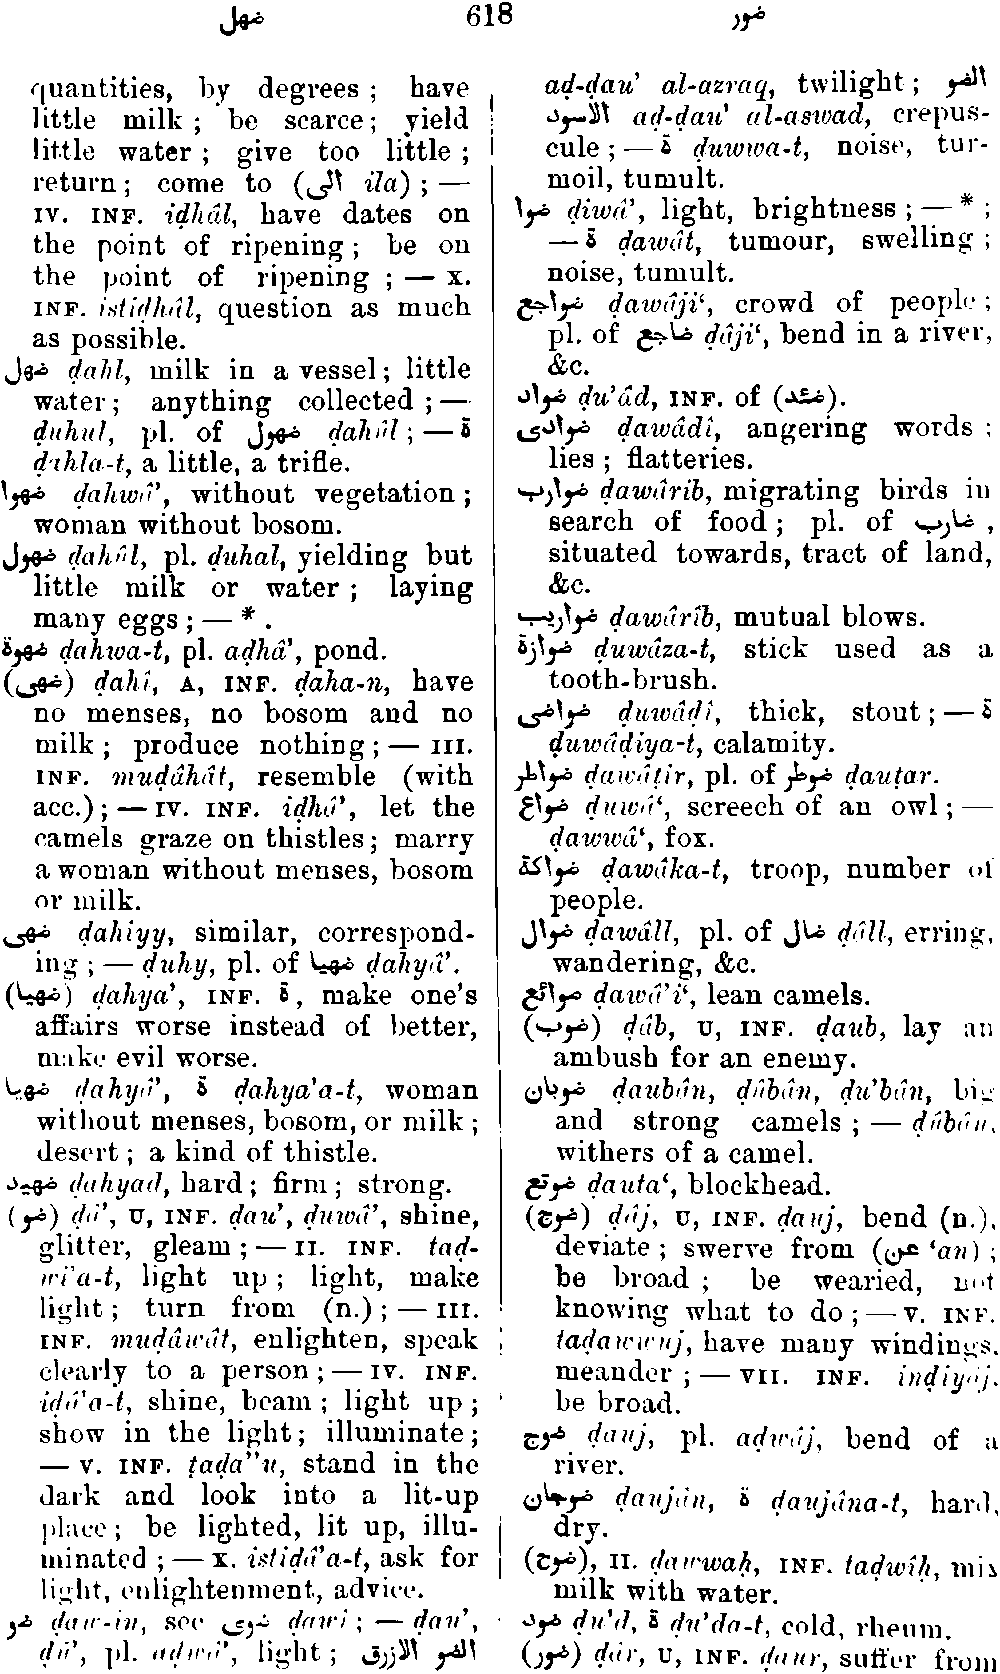 ضهل 618 ضور
quantities, by degrees ; have
little milk ; be scarce ; yield
little water ; give too little ;
return ; come to (الى ila) ; —
IV. INF. iḍhâl, have dates on
the point of ripening ; be on
the point of ripening ; — X.
INF. istiḍhâl, question as much
as possible.
ضهل ḍahl, milk in a vessel ; little
water ; anything collected ; —
ḍuhul, pl. of ضهول ḍahûl ; — ة
ḍahla-t, a little, a trifle.
ضهوا ḍahwâ’, without vegetation ;
woman without bosom.
ضهول ḍahûl, pl. ḍuhal, yielding but
little milk or water ; laying
many eggs ; — * .
ضهوة ḍahwa-t, pl. aḍhâ’, pond.
(ضهى) ḍahî, A, INF. ḍaha-n, have
no menses, no bosom and no
milk ; produce nothing ; — III.
INF. muḍâhât, resemble (with
acc.) ; — IV. INF. iḍhâ’, let the
camels graze on thistles ; marry
a woman without menses, bosom
or milk.
ضهى ḍahiyy, similar, correspond-
ing ; — ḍuhy, pl. of ضهيا ḍahyâ’.
(ضهيا) ḍahya’, INF. ة, make one’s
affairs worse instead of better,
make evil worse.
ضهيا ḍahyâ’, ة ḍahya’a-t, woman
without menses, bosom, or milk ;
desert ; a kind of thistle.
ضهيد ḍahyad, hard ; firm ; strong.
(ضو) ḍâ’, U, INF. ḍau’, ḍuwâ’, shine,
glitter, gleam ; — II. INF. taḍ-
wi’a-t, light up ; light, make
light ; turn from (n.) ; — III.
INF. muḍâwât, enlighten, speak
clearly to a person ; — IV. INF.
iḍâ’a-t, shine, beam ; light up ;
show in the light ; illuminate ;
— V. INF. taḍa’’u, stand in the
dark and look into a lit-up
place ; be lighted, lit up, illu-
minated ; — X. istiḍâ’a-t, ask for
light, enlightenment, advice.
ضو ḍaw-in, see ضوى ḍawî ; — ḍau’,
ḍû’, pl. aḍwâ’, light ; الضو الازرق
aḍ-ḍau’ al-azraq, twilight ; الضو
الاسود aḍ-ḍau’ al-aswad, crepus-
cule ; — ة ḍuwwa-t, noise, tur-
moil, tumult.
ضوا ḍiwâ’, light, brightness ; — * ;
— ة ḍawât, tumour, swelling ;
noise, tumult.
ضواجع ḍawâji‘, crowd of people ;
pl. of ضاجع ḍâji‘, bend in a river,
&c.
ضواد ḍu’âd, INF. of (ضئد).
ضوادى ḍawâdî, angering words ;
lies ; flatteries.
ضوارب ḍawârib, migrating birds in
search of food ; pl. of ضارب ,
situated towards, tract of land,
&c.
ضواريب ḍawârîb, mutual blows.
ضوازة ḍuwâza-t, stick used as a
tooth-brush.
ضواضى ḍuwâḍî, thick, stout ; — ة
ḍuwâḍiya-t, calamity.
ضواطر ḍawâṭir, pl. of ضوطر ḍauṭar.
ضواع ḍuwâ‘, screech of an owl ; —
ḍawwâ‘, fox.
ضواكة ḍawâka-t, troop, number of
people.
ضوال ḍawâll, pl. of ضال ḍâll, erring,
wandering, &c.
ضوائع ḍawâ’i‘, lean camels.
(ضوب) ḍâb, U, INF. ḍaub, lay an
ambush for an enemy.
ضوبان ḍaubân, ḍûbân, ḍu’bân, big
and strong camels ; — ḍûbân,
withers of a camel.
ضوتع ḍauta‘, blockhead.
(ضوج) ḍâj, U, INF. ḍauj, bend (n.),
deviate ; swerve from (عن ‘an) ;
be broad ; be wearied, not
knowing what to do ; — V. INF.
taḍawwuj, have many windings,
meander ; — VII. INF. inḍiyâj,
be broad.
ضوج ḍauj, pl. aḍwâj, bend of a
river.
ضوجان ḍaujân, ة ḍaujâna-t, hard,
dry.
(ضوح), II. ḍawwaḥ, INF. taḍwîḥ, mix
milk with water.
ضود ḍu’d, ة ḍu’da-t, cold, rheum.
(ضور) ḍâr, U, INF. ḍaur, suffer from